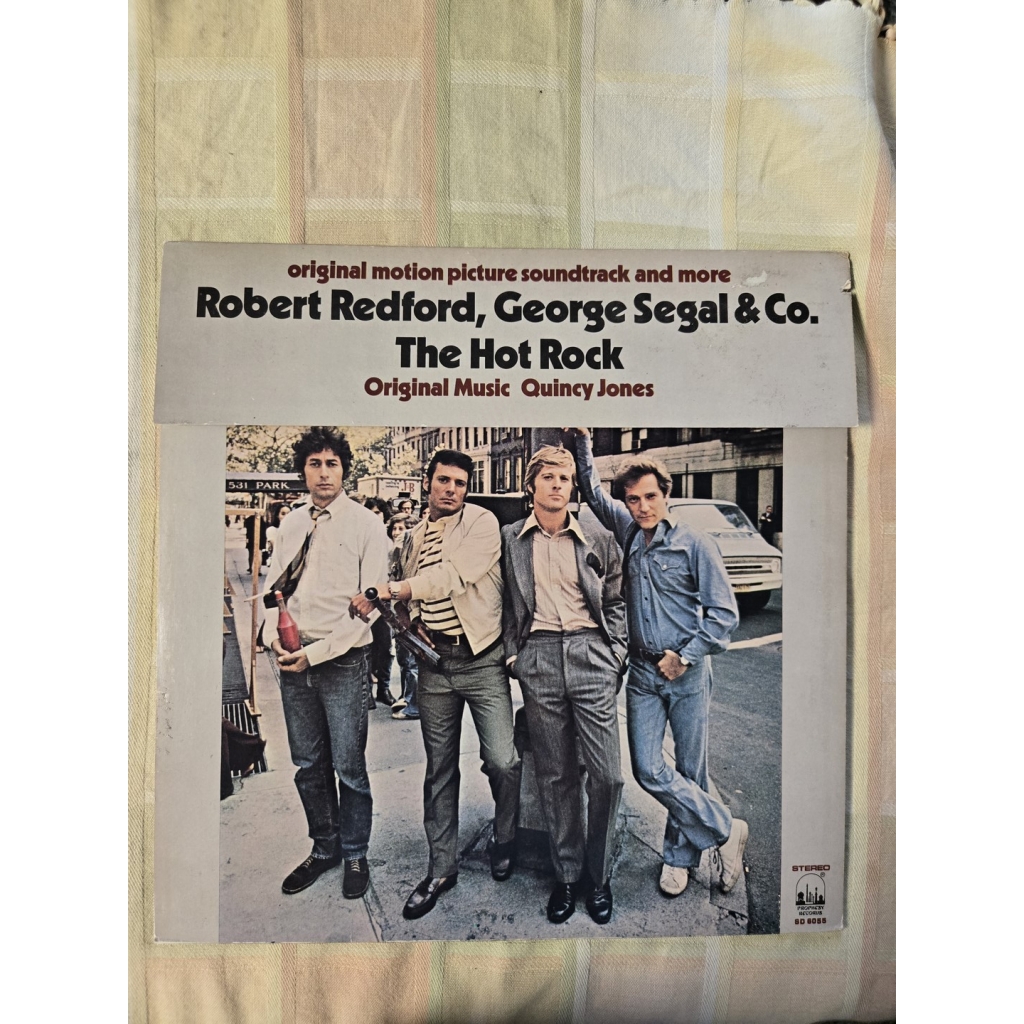 original motion picture soundtrack and more
Robert Redford, George Segal & Co.
The Hot Rock
Original Music Quincy Jones
531 PARK
J&B
STEREO
PROPHECY
RECORDS
SD 6055